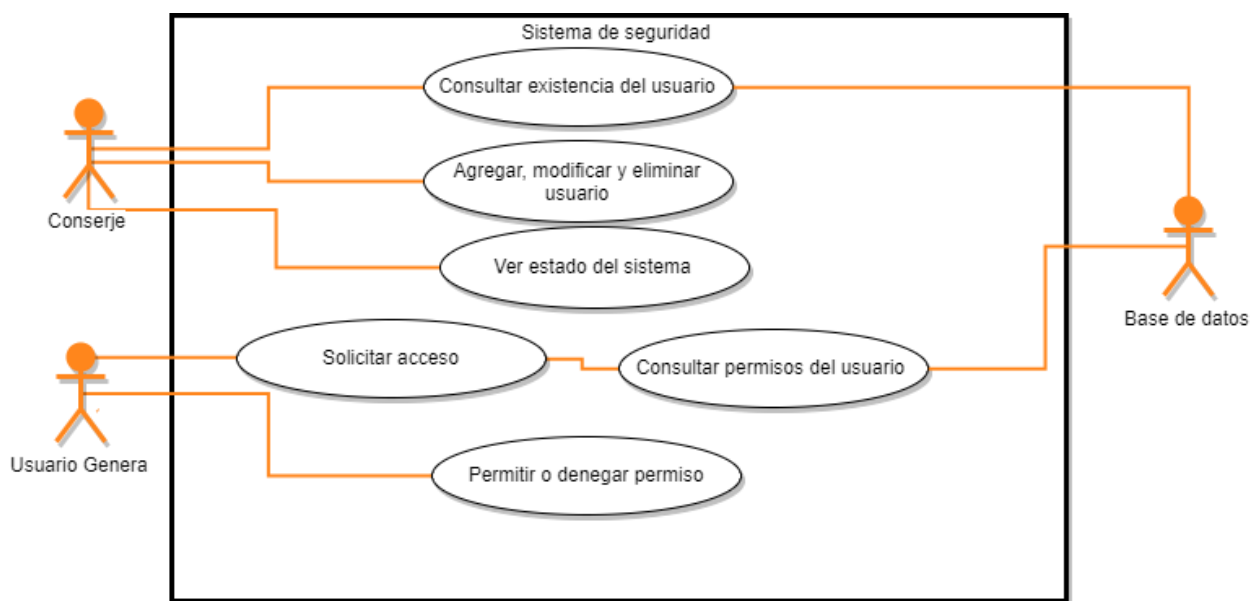 Sistema de seguridad
Consultar existencia del usuario
Agregar, modificar y eliminar
usuario
Conserje
Ver estado del sistema
Base de datos
Solicitar acceso
Consultar permisos del usuario
Usuario Genera
Permitir o denegar permiso